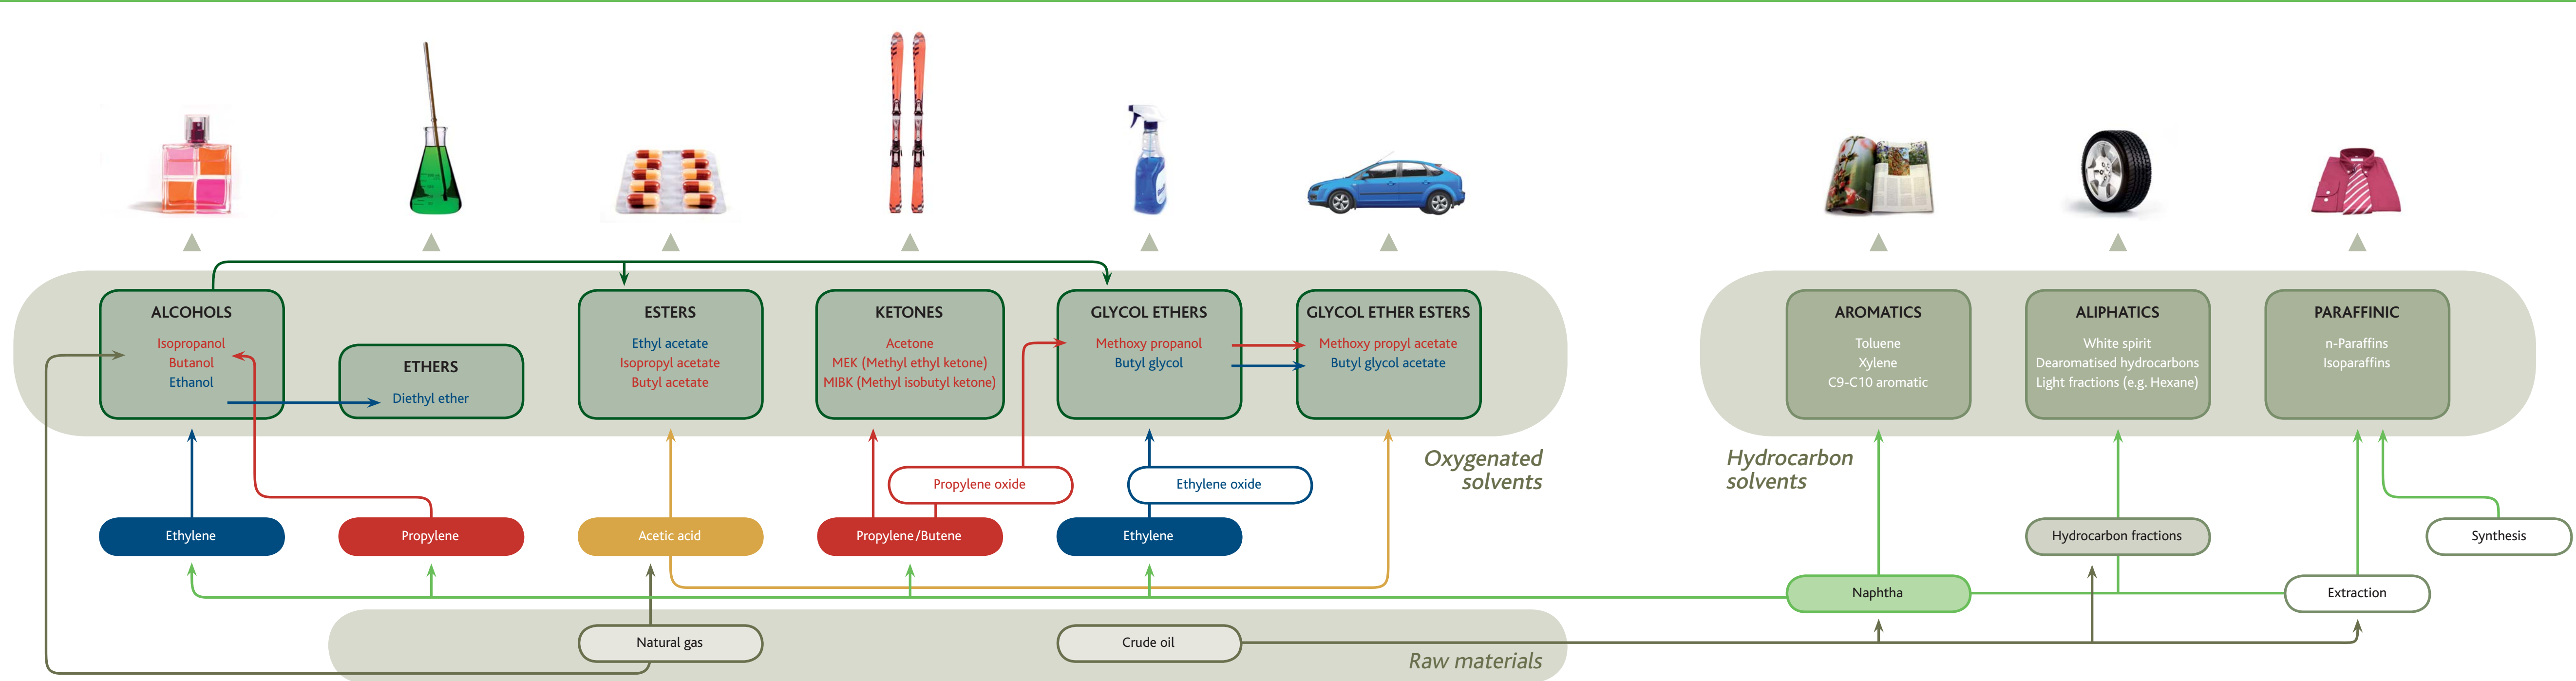 ALCOHOLS
Isopropanol
Butanol
Ethanol
ETHERS
Diethyl ether
ESTERS
Ethyl acetate
Isopropyl acetate
Butyl acetate
KETONES
Acetone
MEK (Methyl ethyl ketone)
MIBK (Methyl isobutyl ketone)
GLYCOL ETHERS
Methoxy propanol
Butyl glycol
GLYCOL ETHER ESTERS
Methoxy propyl acetate
Butyl glycol acetate
AROMATICS
Toluene
Xylene
C9-C10 aromatic
ALIPHATICS
White spirit
Dearomatised hydrocarbons
Light fractions (e.g. Hexane)
PARAFFINIC
n-Paraffins
Isoparaffins
Oxygenated
solvents
Hydrocarbon
solvents
Propylene oxide
Ethylene oxide
Ethylene
Propylene
Acetic acid
Propylene/Butene
Ethylene
Hydrocarbon fractions
Synthesis
Naphtha
Extraction
Natural gas
Crude oil
Raw materials